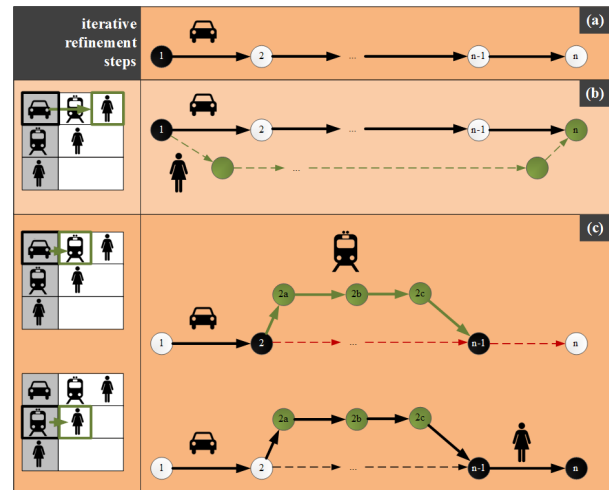 iterative
refinement
steps
(a)
1 2 ... n-1 n
(b)
1 2 ... n-1 n
...
(c)
2a 2b 2c
1 2 ... n-1 n
2a 2b 2c
1 2 ... n-1 n